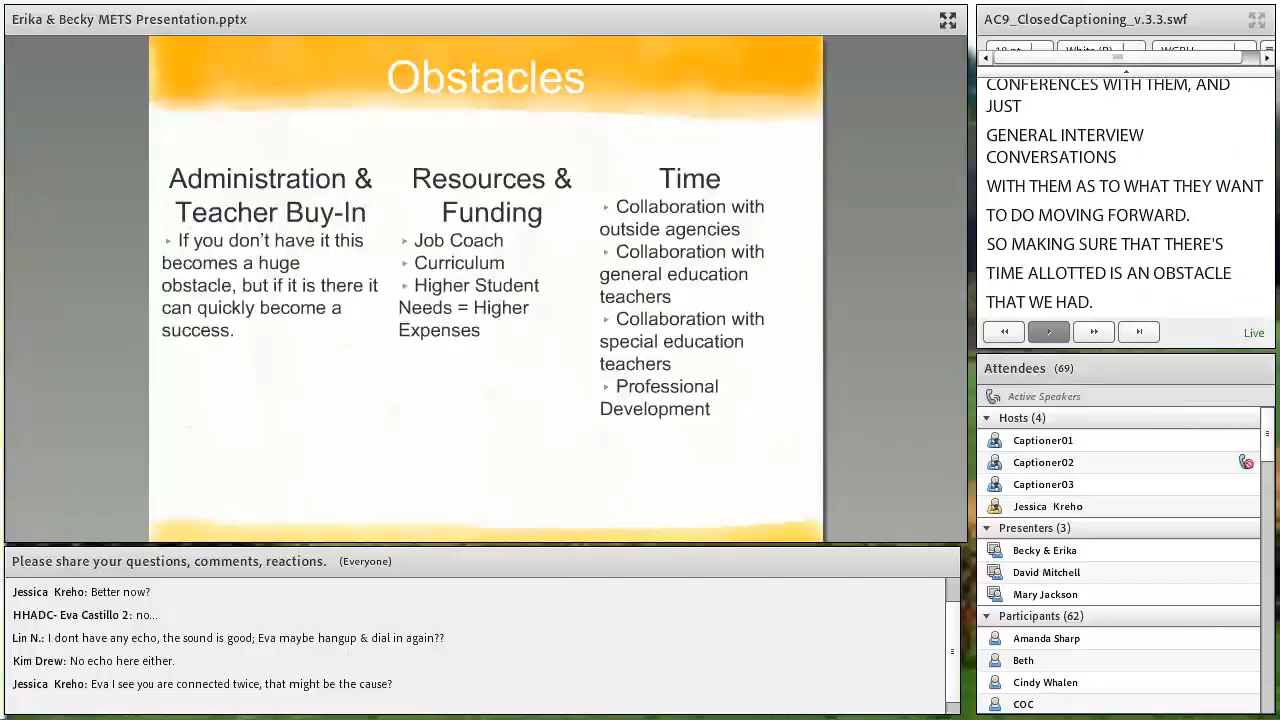 Erika & Becky METS Presentation.pptx
Obstacles
Administration &
Teacher Buy-In
If you don't have it this
becomes a huge
obstacle, but if it is there it
can quickly become a
success.
Resources &
Funding
Job Coach
Curriculum
Higher Student
Needs = Higher
Expenses
Time
Collaboration with
outside agencies
Collaboration with
general education
teachers
Collaboration with
special education
teachers
Professional
Development
Please share your questions, comments, reactions. (Everyone)
Jessica Kreho: Better now?
HHADC- Eva Castillo 2: no...
Lin N.: I dont have any echo, the sound is good; Eva maybe hangup & dial in again??
Kim Drew: No echo here either.
Jessica Kreho: Eva I see you are connected twice, that might be the cause?
AC9_ClosedCaptioning_v.3.3.swf
CONFERENCES WITH THEM, AND
JUST
GENERAL INTERVIEW
CONVERSATIONS
WITH THEM AS TO WHAT THEY WANT
TO DO MOVING FORWARD.
SO MAKING SURE THAT THERE'S
TIME ALLOTTED IS AN OBSTACLE
THAT WE HAD.
Live
Attendees (69)
Active Speakers
Hosts (4)
Captioner01
Captioner02
Captioner03
Jessica Kreho
Presenters (3)
Becky & Erika
David Mitchell
Mary Jackson
Participants (62)
Amanda Sharp
Beth
Cindy Whalen
COC